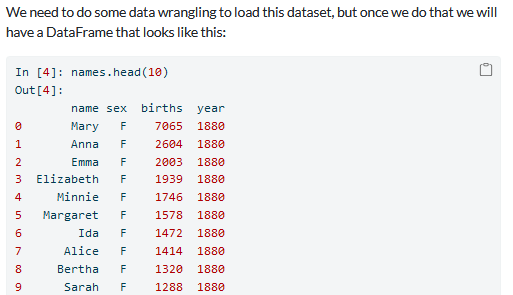 We need to do some data wrangling to load this dataset, but once we do that we will
have a DataFrame that looks like this:
In [4]: names.head(10)
Out[4]:
name sex births year
0 Mary F 7065 1880
1 Anna F 2604 1880
2 Emma F 2003 1880
3 Elizabeth F 1939 1880
4 Minnie F 1746 1880
5 Margaret F 1578 1880
6 Ida F 1472 1880
7 Alice F 1414 1880
8 Bertha F 1320 1880
9 Sarah F 1288 1880